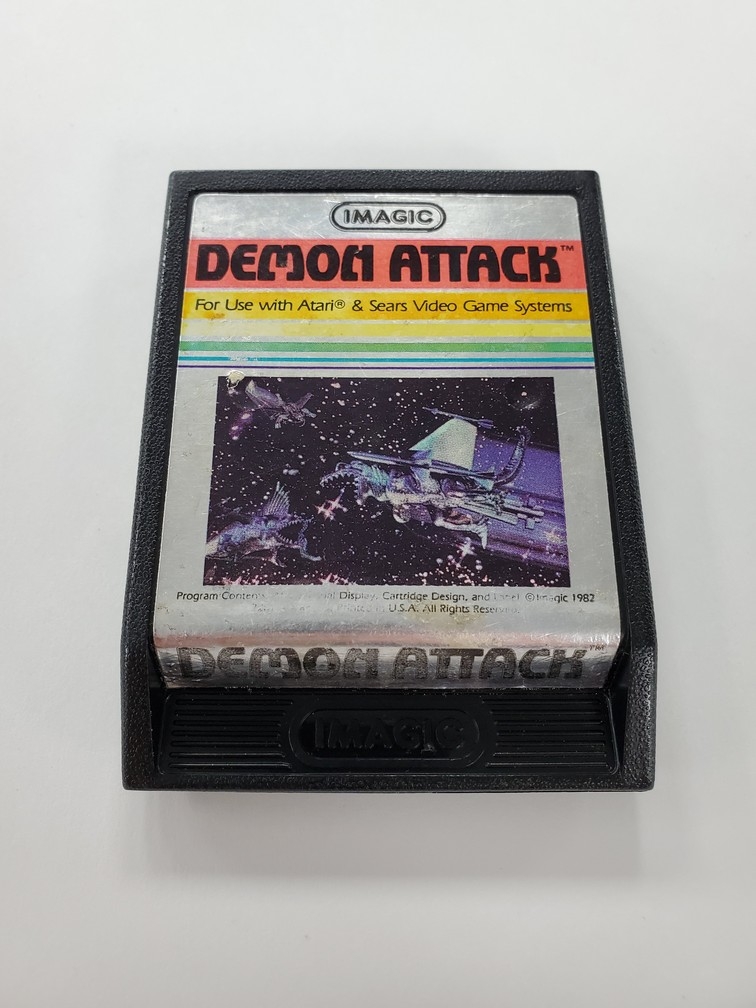 IMAGIC
DEMON ATTACK™
For Use with Atari® & Sears Video Game Systems
Program Display, Cartridge Design, and Label © Imagic 1982
U.S.A. All Rights Reserved
DEMON ATTACK™
IMAGIC